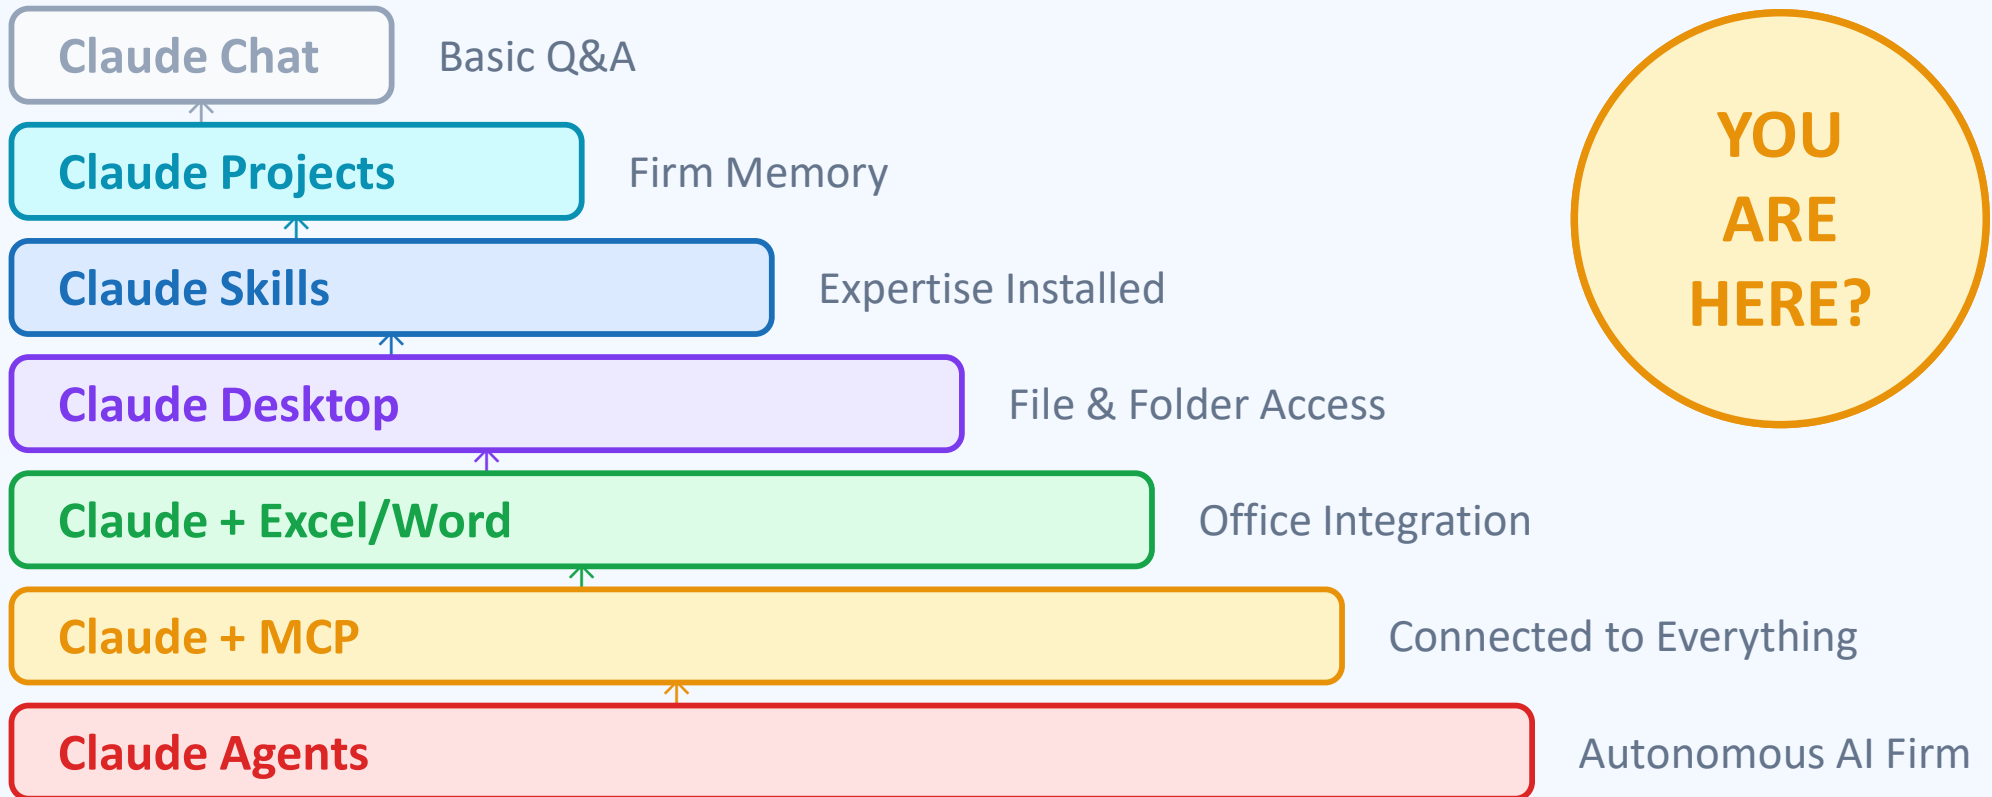 Claude Chat
Basic Q&A
Claude Projects
Firm Memory
Claude Skills
Expertise Installed
Claude Desktop
File & Folder Access
Claude + Excel/Word
Office Integration
Claude + MCP
Connected to Everything
Claude Agents
Autonomous AI Firm
YOU
ARE
HERE?